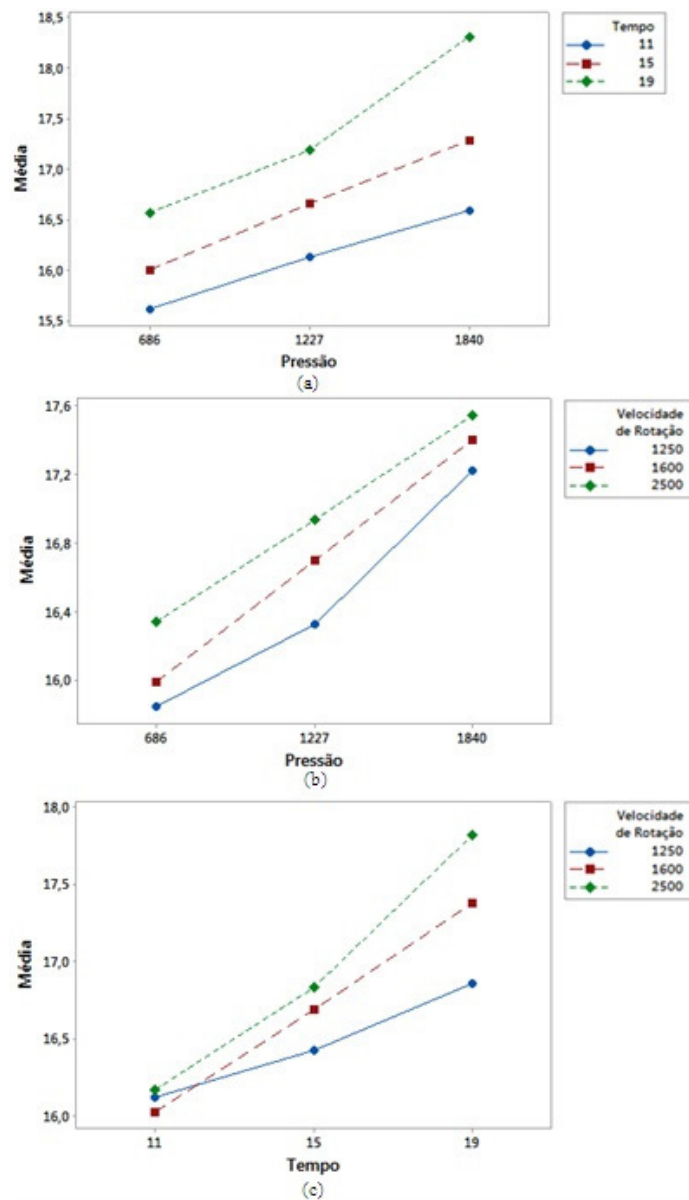 18,5
18,0
17,5
17,0
16,5
16,0
15,5
Média
686 1227 1840
Pressão
(a)
Tempo
11
15
19
17,6
17,2
16,8
16,4
16,0
Média
686 1227 1840
Pressão
(b)
Velocidade
de Rotação
1250
1600
2500
18,0
17,5
17,0
16,5
16,0
Média
11 15 19
Tempo
(c)
Velocidade
de Rotação
1250
1600
2500